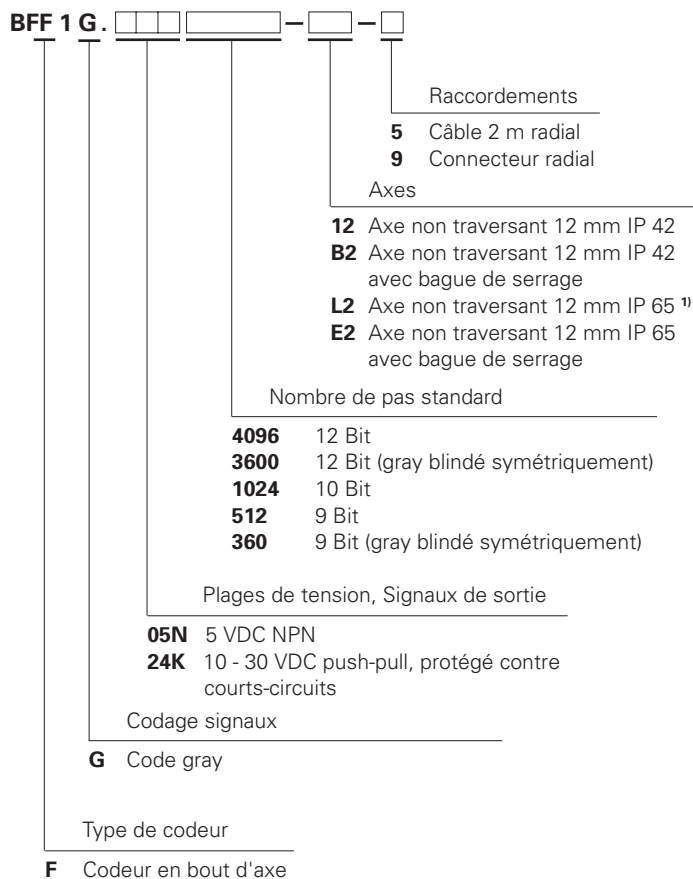 BFF 1 G. – –
Raccordements
5 Câble 2 m radial
9 Connecteur radial
Axes
12 Axe non traversant 12 mm IP 42
B2 Axe non traversant 12 mm IP 42
avec bague de serrage
L2 Axe non traversant 12 mm IP 65 1)
E2 Axe non traversant 12 mm IP 65
avec bague de serrage
Nombre de pas standard
4096 12 Bit
3600 12 Bit (gray blindé symétriquement)
1024 10 Bit
512 9 Bit
360 9 Bit (gray blindé symétriquement)
Plages de tension, Signaux de sortie
05N 5 VDC NPN
24K 10 - 30 VDC push-pull, protégé contre
courts-circuits
Codage signaux
G Code gray
Type de codeur
F Codeur en bout d'axe